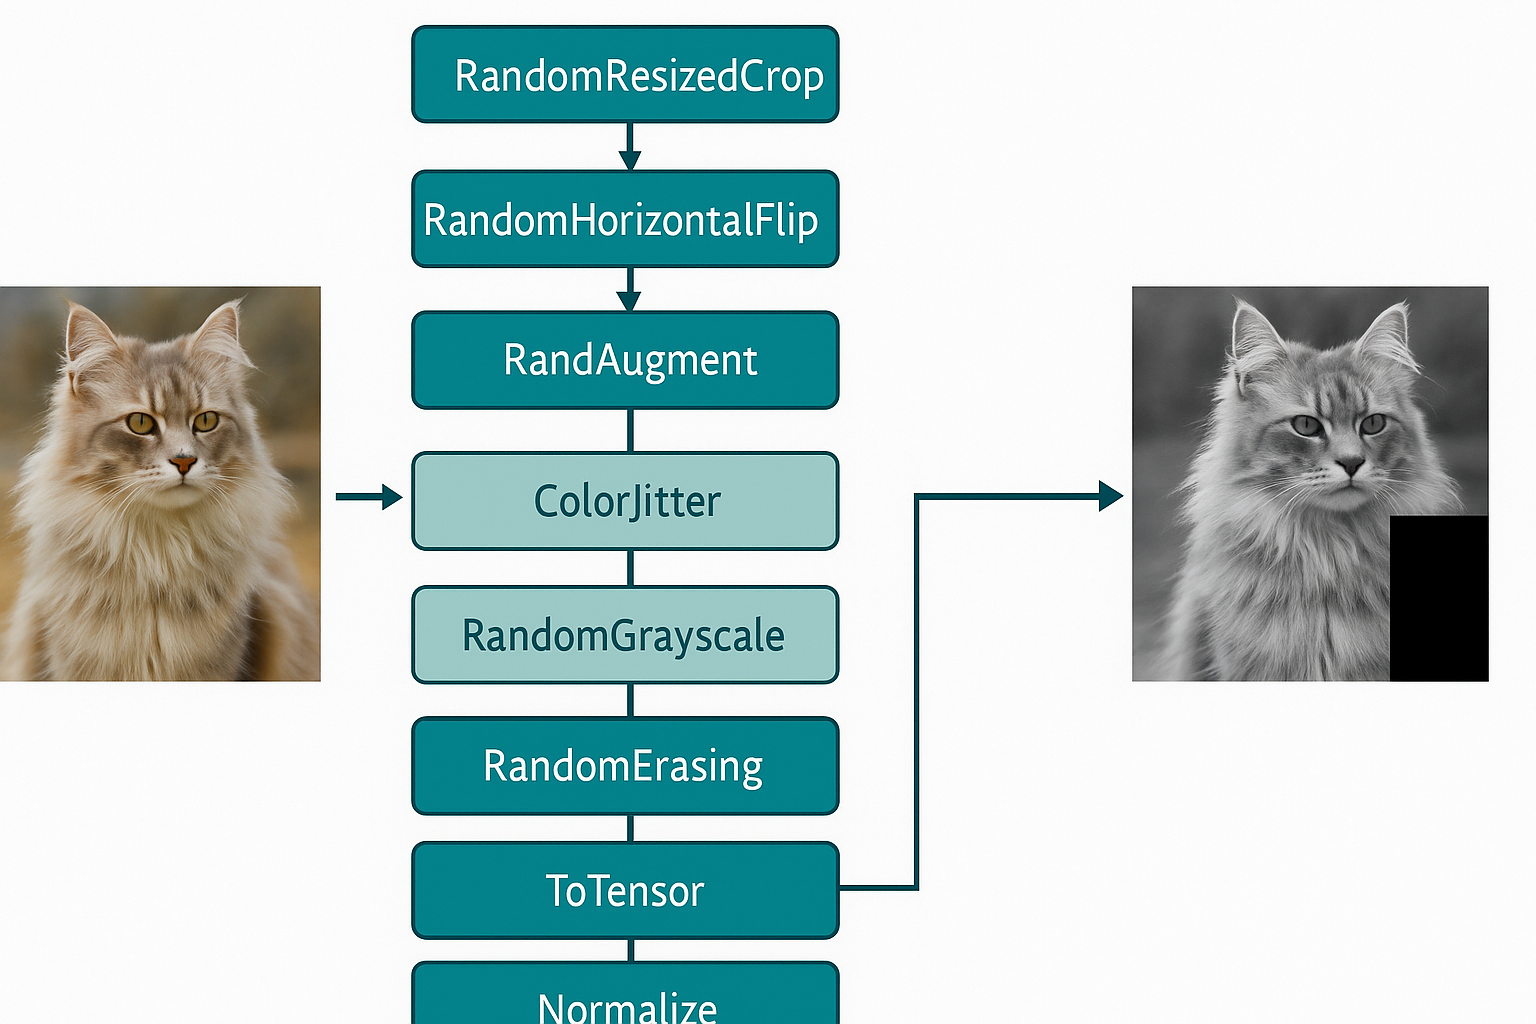 RandomResizedCrop
RandomHorizontalFlip
RandAugment
ColorJitter
RandomGrayscale
RandomErasing
ToTensor
Normalize